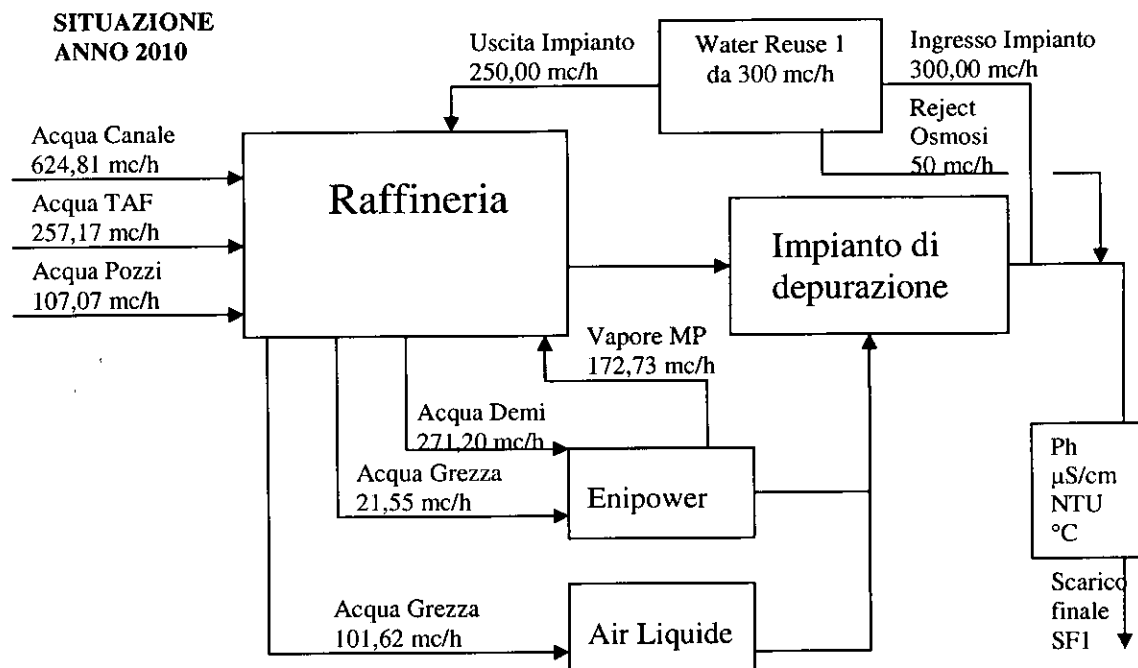 SITUAZIONE
ANNO 2010
Uscita Impianto
250,00 mc/h
Water Reuse 1
da 300 mc/h
Ingresso Impianto
300,00 mc/h
Reject
Osmosi
50 mc/h
Acqua Canale
624,81 mc/h
Acqua TAF
257,17 mc/h
Acqua Pozzi
107,07 mc/h
Raffineria
Impianto di
depurazione
Vapore MP
172,73 mc/h
Acqua Demi
271,20 mc/h
Acqua Grezza
21,55 mc/h
Enipower
Ph
µS/cm
NTU
°C
Acqua Grezza
101,62 mc/h
Air Liquide
Scarico
finale
SF1